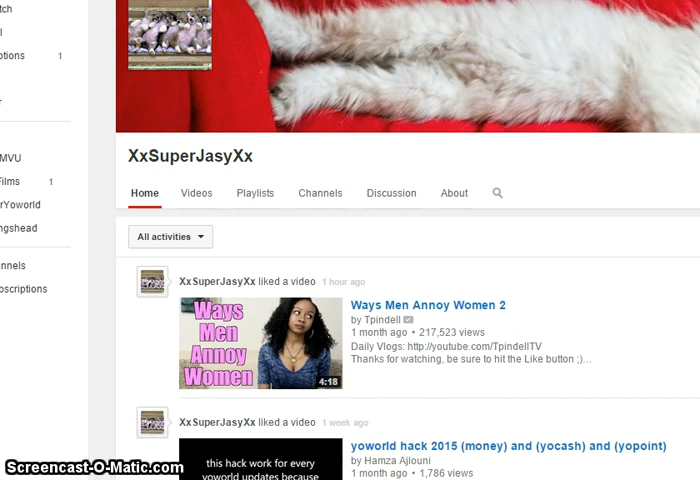 tch
l
ptions 1
r
MVU
Films 1
rYoworld
ngshead
nnels
bscriptions
XxSuperJasyXx
Home Videos Playlists Channels Discussion About
All activities
XxSuperJasyXx liked a video 1 hour ago
Ways Men Annoy Women
4:18
Ways Men Annoy Women 2
by Tpindell
1 month ago • 217,523 views
Daily Vlogs: http://youtube.com/TpindellTV
Thanks for watching, be sure to hit the Like button ;)...
XxSuperJasyXx liked a video 1 week ago
this hack work for every
yoworld updates because
yoworld hack 2015 (money) and (yocash) and (yopoint)
by Hamza Ajlouni
1 month ago • 1,786 views
Screencast-O-Matic.com